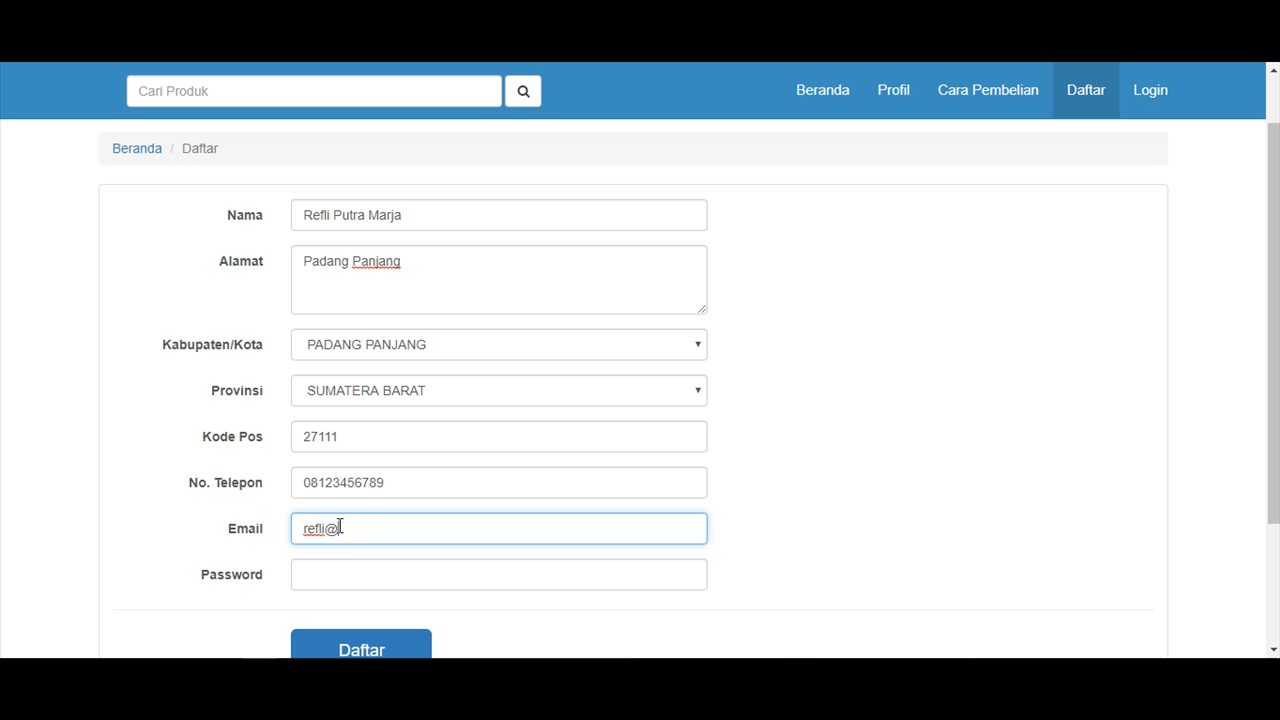 Cari Produk
Beranda Profil Cara Pembelian Daftar Login
Beranda / Daftar
Nama Refli Putra Marja
Alamat Padang Panjang
Kabupaten/Kota PADANG PANJANG
Provinsi SUMATERA BARAT
Kode Pos 27111
No. Telepon 08123456789
Email refli@
Password
Daftar